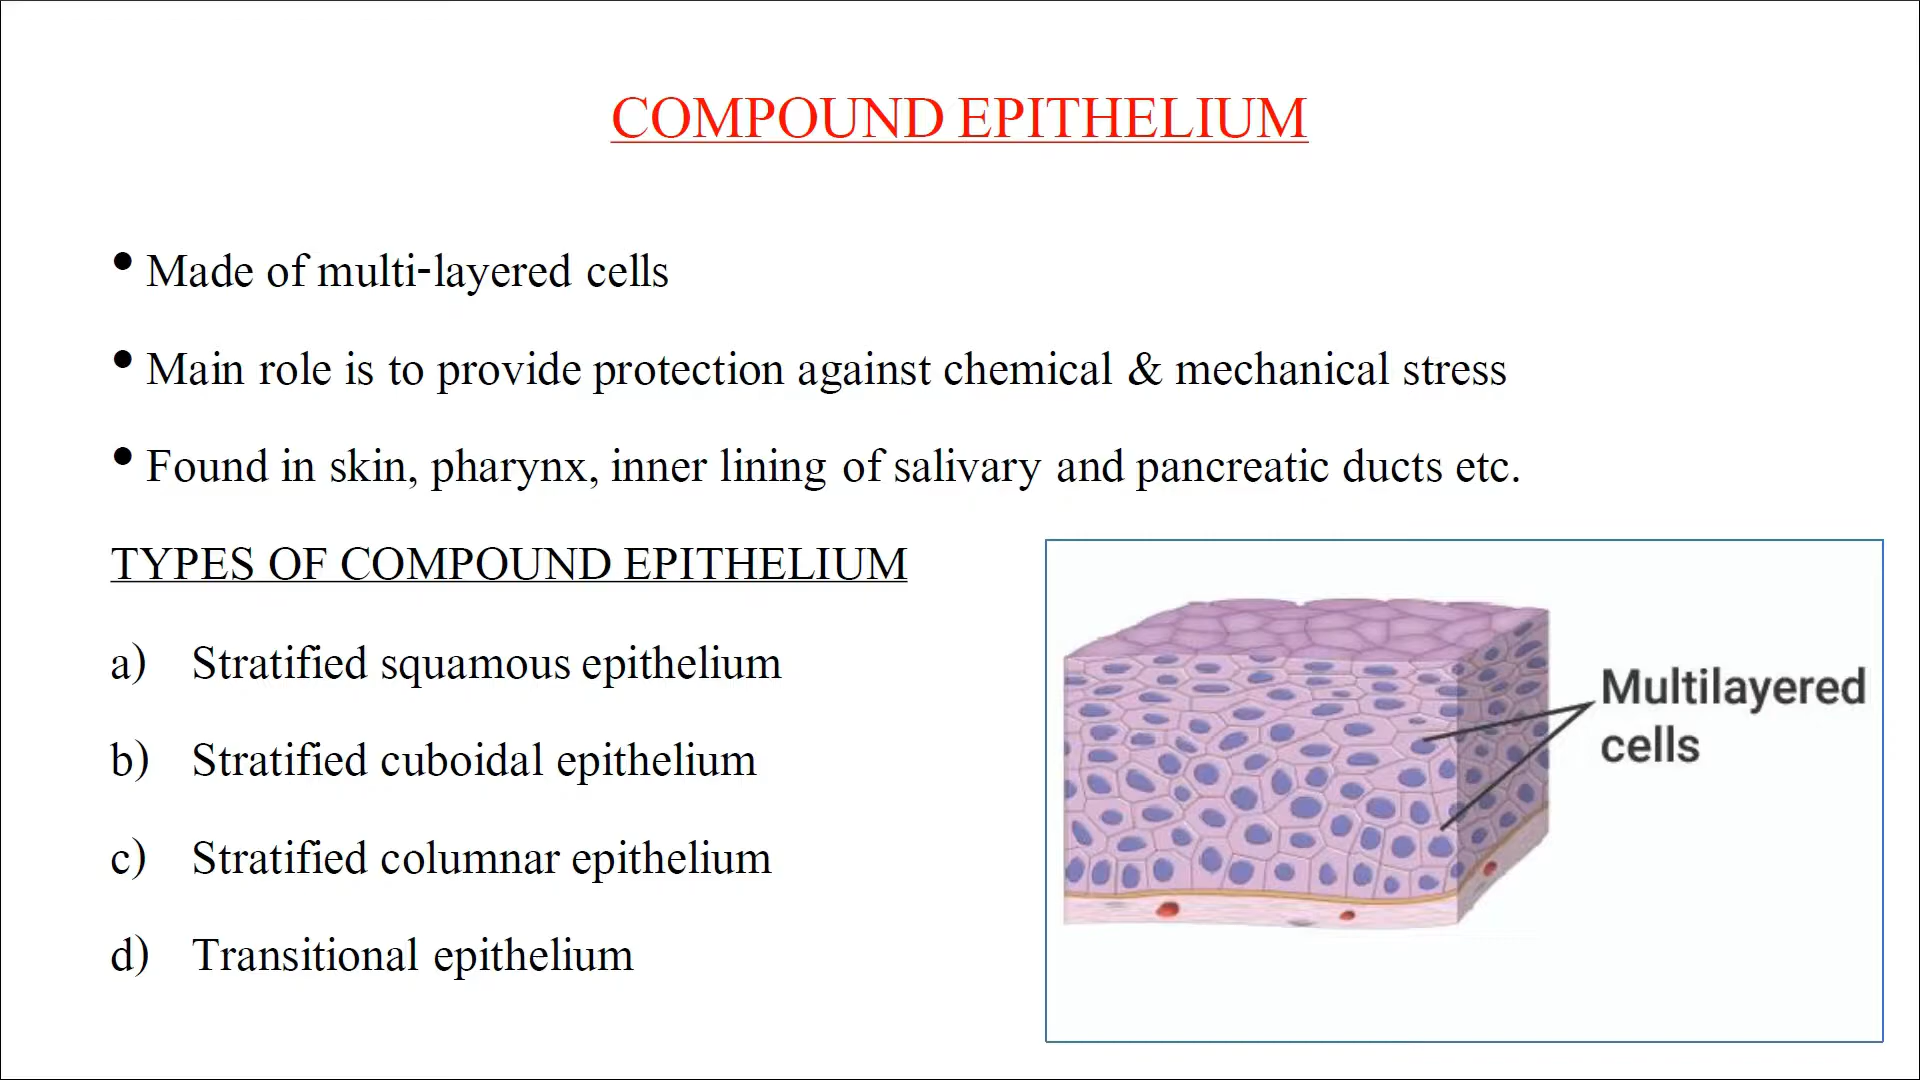 COMPOUND EPITHELIUM
• Made of multi-layered cells
• Main role is to provide protection against chemical & mechanical stress
• Found in skin, pharynx, inner lining of salivary and pancreatic ducts etc.
TYPES OF COMPOUND EPITHELIUM
a) Stratified squamous epithelium
b) Stratified cuboidal epithelium
c) Stratified columnar epithelium
d) Transitional epithelium
Multilayered
cells